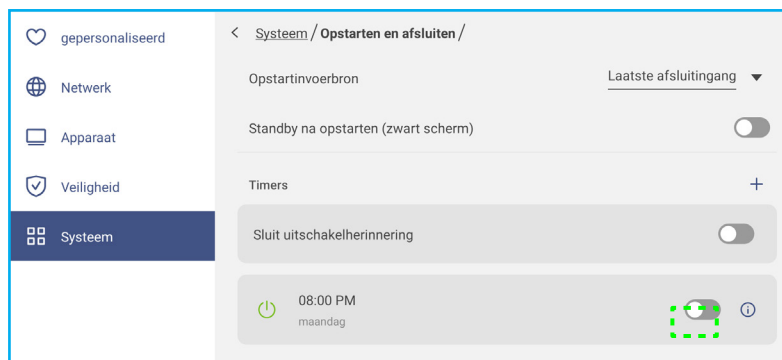 gepersonaliseerd
Netwerk
Apparaat
Veiligheid
Systeem
Systeem / Opstarten en afsluiten /
Opstartinvoerbron Laatste afsluitingang
Standby na opstarten (zwart scherm)
Timers
Sluit uitschakelherinnering
08:00 PM
maandag